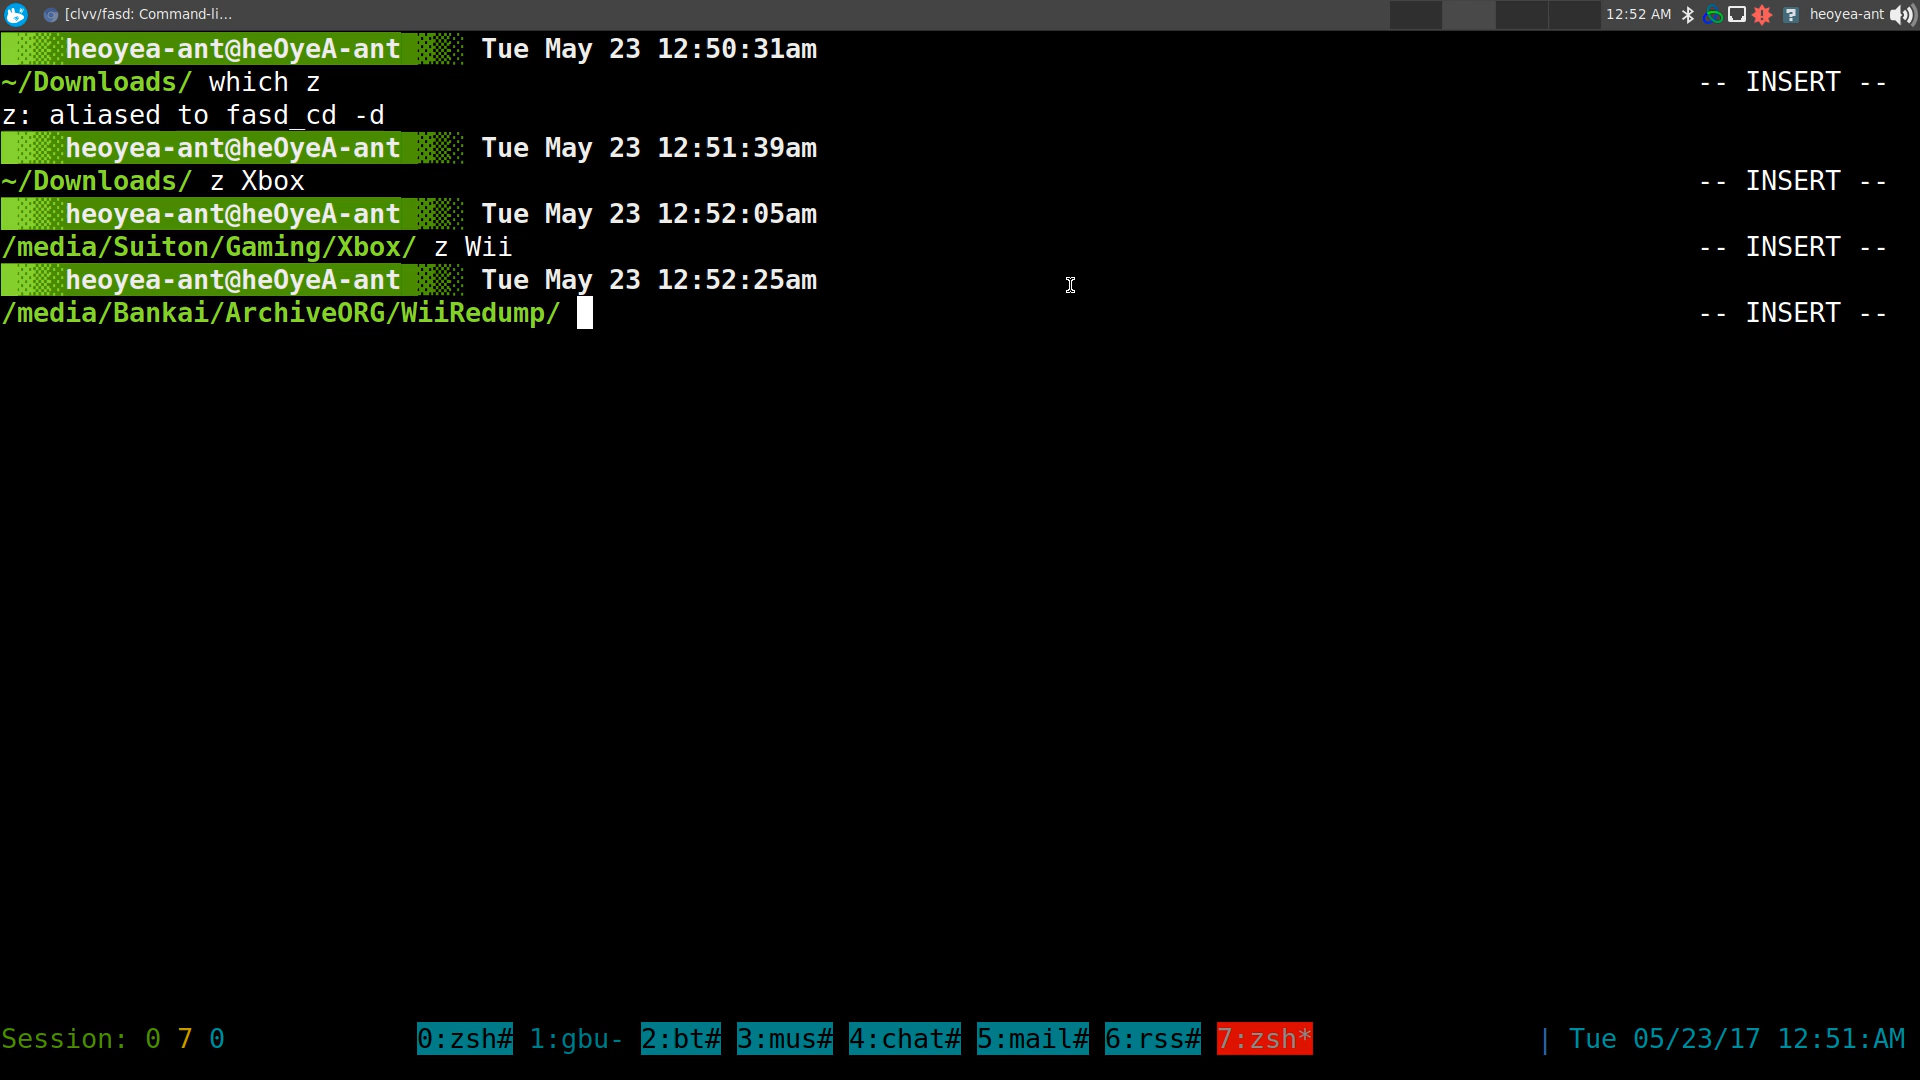 [clvv/fasd: Command-li... 12:52 AM heoyea-ant
heoyea-ant@heOyeA-ant Tue May 23 12:50:31am
~/Downloads/ which z -- INSERT --
z: aliased to fasd_cd -d
heoyea-ant@heOyeA-ant Tue May 23 12:51:39am
~/Downloads/ z Xbox -- INSERT --
heoyea-ant@heOyeA-ant Tue May 23 12:52:05am
/media/Suiton/Gaming/Xbox/ z Wii -- INSERT --
heoyea-ant@heOyeA-ant Tue May 23 12:52:25am
/media/Bankai/ArchiveORG/WiiRedump/ -- INSERT --
Session: 0 7 0 0:zsh# 1:gbu- 2:bt# 3:mus# 4:chat# 5:mail# 6:rss# 7:zsh* | Tue 05/23/17 12:51:AM